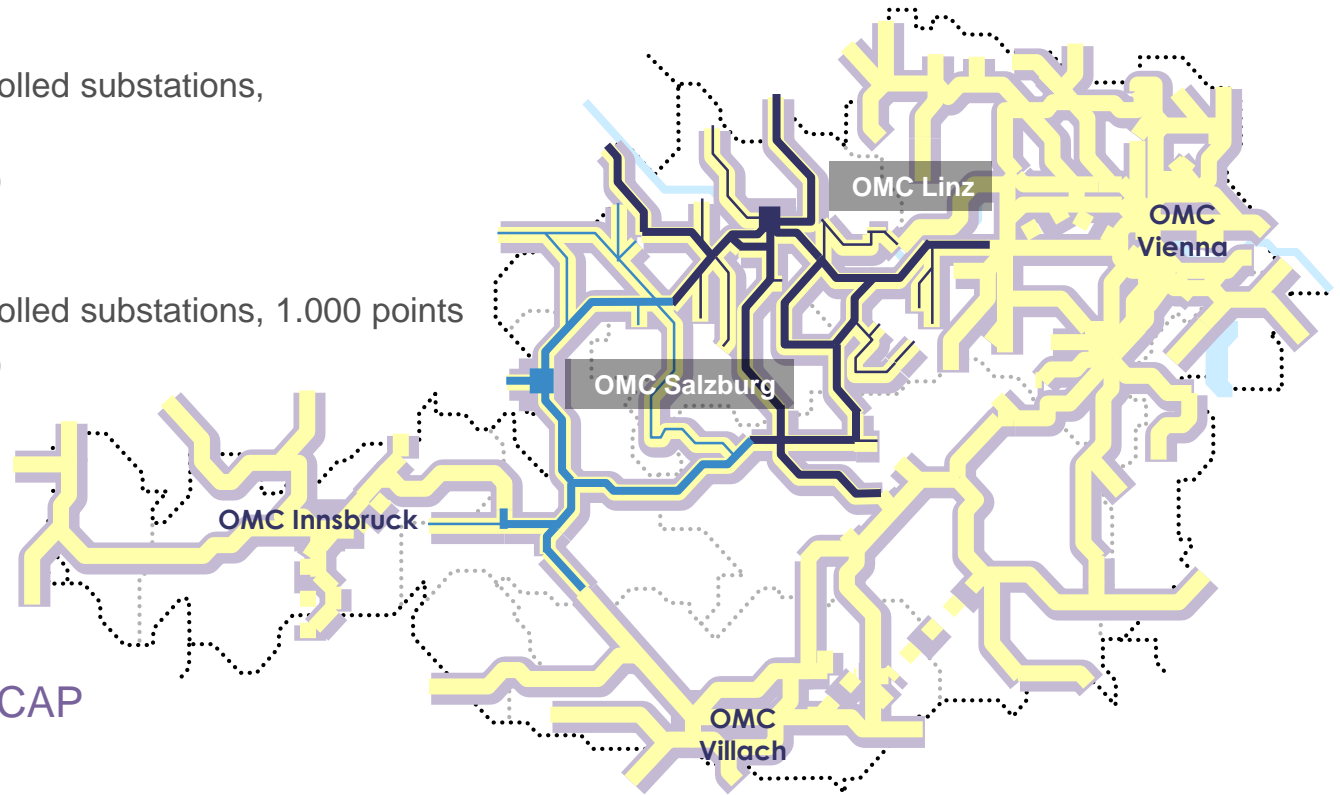 olled substations,
)
olled substations, 1.000 points
)
CAP
OMC Linz
OMC
Vienna
OMC Salzburg
OMC Innsbruck
OMC
Villach